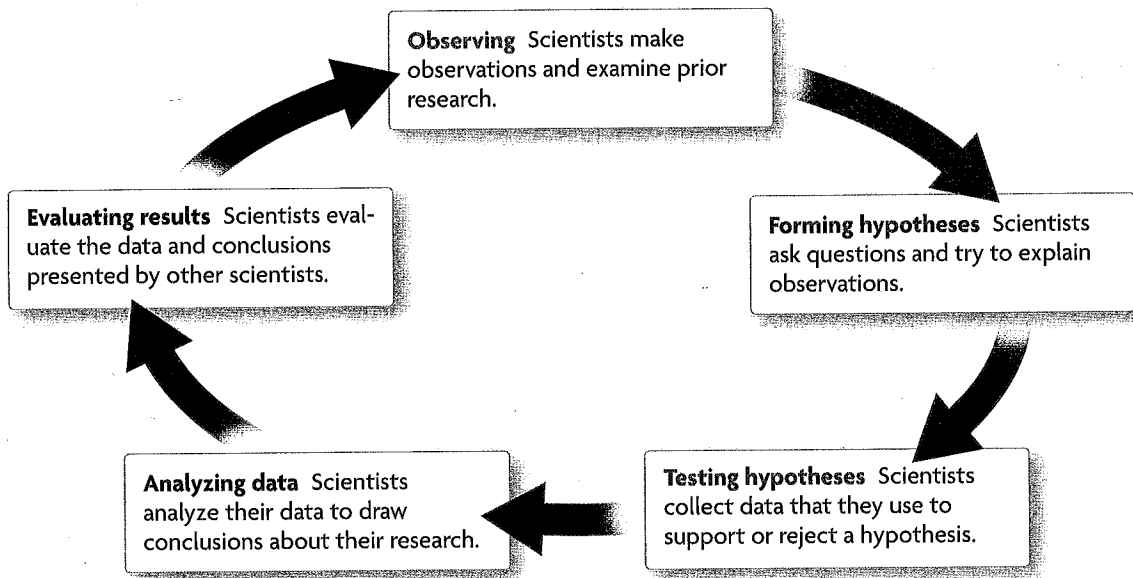 Observing Scientists make
observations and examine prior
research.
Forming hypotheses Scientists
ask questions and try to explain
observations.
Testing hypotheses Scientists
collect data that they use to
support or reject a hypothesis.
Analyzing data Scientists
analyze their data to draw
conclusions about their research.
Evaluating results Scientists eval-
uate the data and conclusions
presented by other scientists.